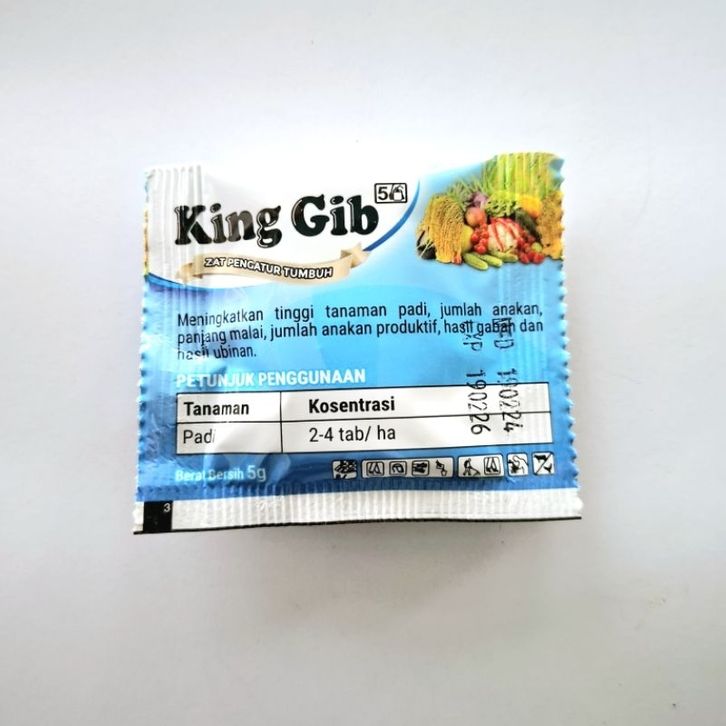 King Gib
ZAT PENGATUR TUMBUH
Meningkatkan tinggi tanaman padi, jumlah anakan,
panjang malai, jumlah anakan produktif, hasil gabah dan
hasil ubinan.
PETUNJUK PENGGUNAAN
Tanaman Kosentrasi
Padi 2-4 tab/ ha
Berat Bersih 5g
190224
190226
3